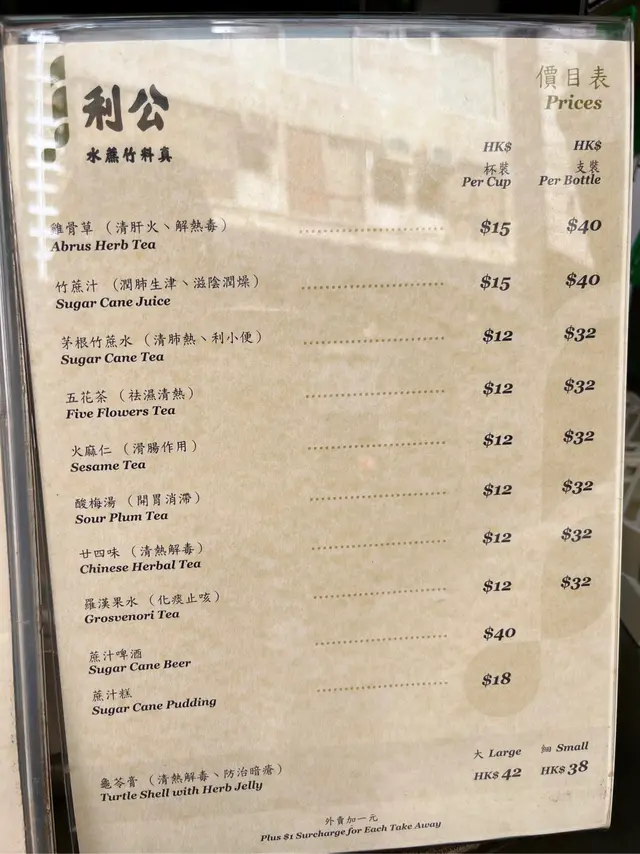 公利
真料竹蔗水
價目表
Prices
HK$ HK$
杯裝 支裝
Per Cup Per Bottle
雞骨草 （清肝火、解熱毒） $15 $40
Abrus Herb Tea
竹蔗汁 （潤肺生津、滋陰潤燥） $15 $40
Sugar Cane Juice
茅根竹蔗水 （清肺熱、利小便） $12 $32
Sugar Cane Tea
五花茶 （祛濕清熱） $12 $32
Five Flowers Tea
火麻仁 （滑腸作用） $12 $32
Sesame Tea
酸梅湯 （開胃消滯） $12 $32
Sour Plum Tea
廿四味 （清熱解毒） $12 $32
Chinese Herbal Tea
羅漢果水 （化痰止咳） $12 $32
Grosvenori Tea
蔗汁啤酒 $40
Sugar Cane Beer
蔗汁糕 $18
Sugar Cane Pudding
大 Large 細 Small
龜苓膏 （清熱解毒、防治暗瘡） HK$ 42 HK$ 38
Turtle Shell with Herb Jelly
外賣加一元
Plus $1 Surcharge for Each Take Away